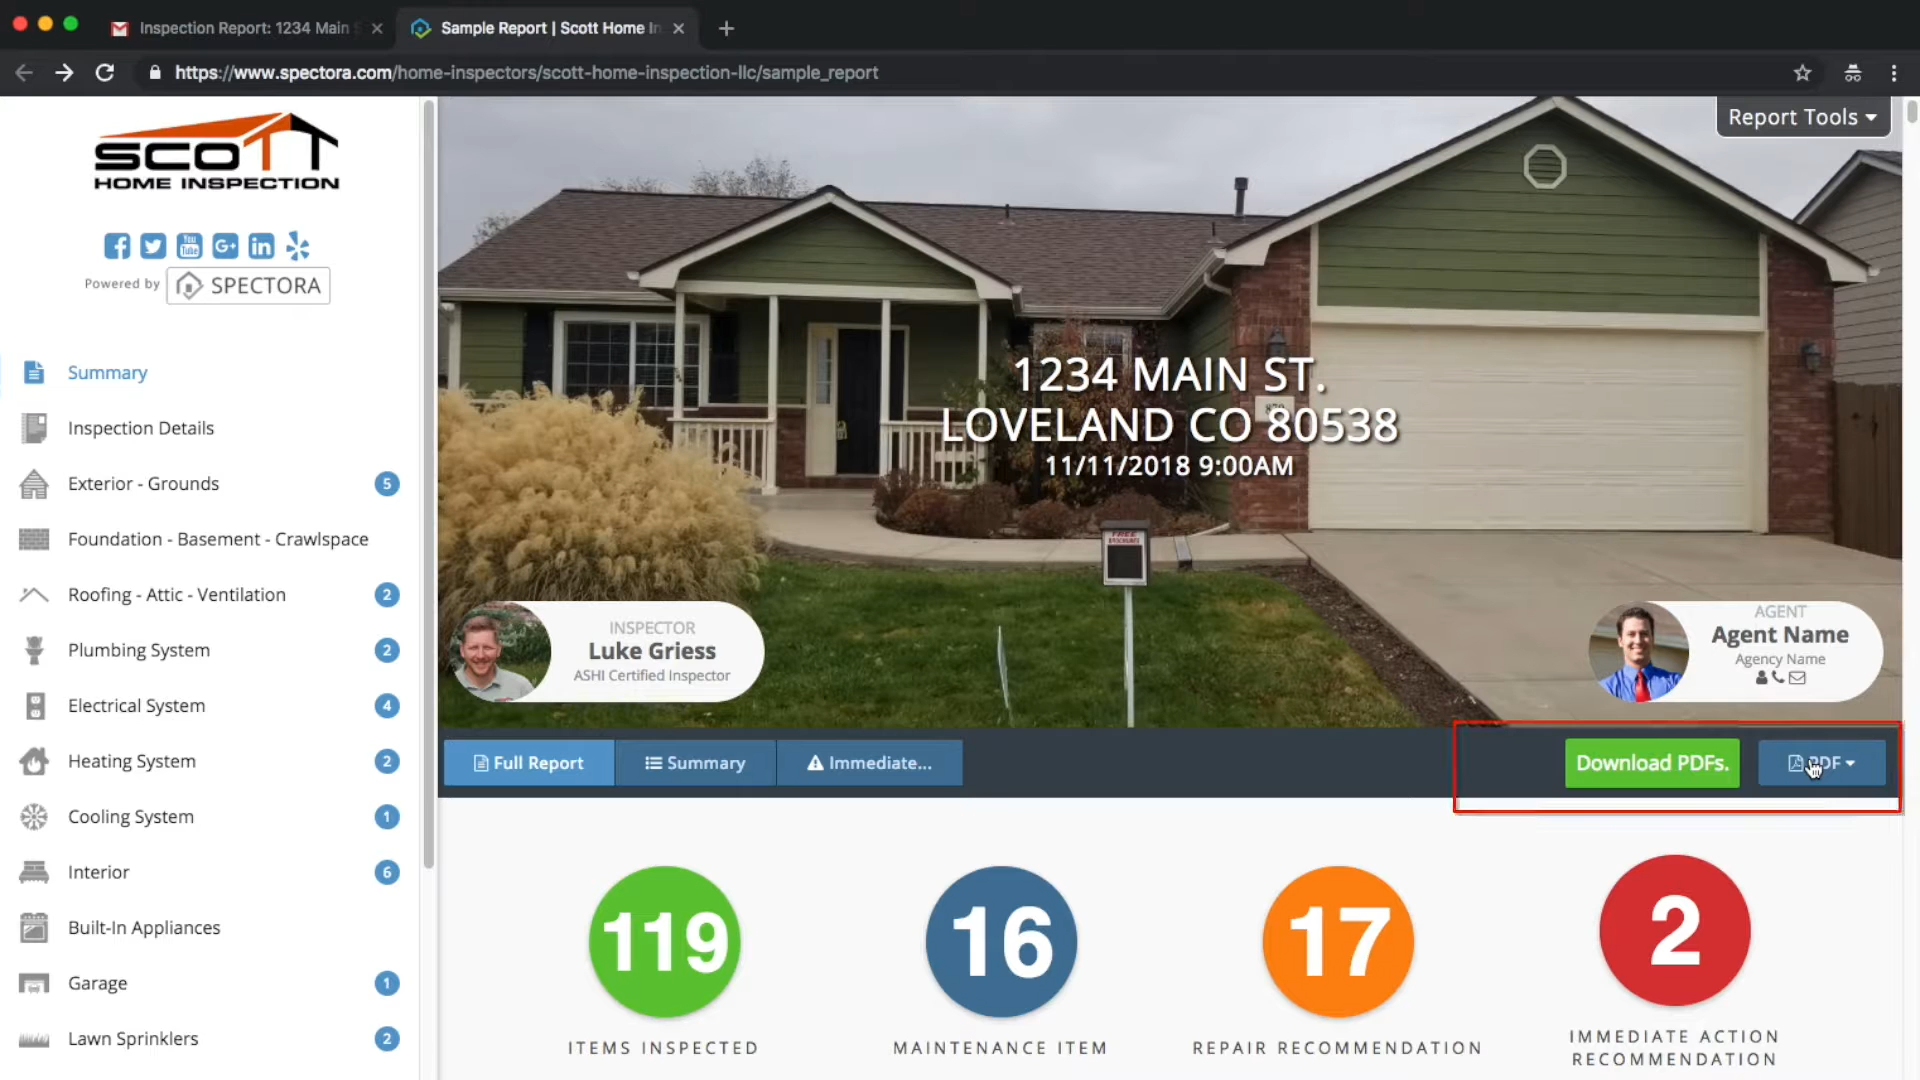 Inspection Report: 1234 Main
Sample Report | Scott Home In
https://www.spectora.com/home-inspectors/scott-home-inspection-llc/sample_report
SCOTT
HOME INSPECTION
Powered by SPECTORA
Summary
Inspection Details
Exterior - Grounds 5
Foundation - Basement - Crawlspace
Roofing - Attic - Ventilation 2
Plumbing System 2
Electrical System 4
Heating System 2
Cooling System 1
Interior 6
Built-In Appliances
Garage 1
Lawn Sprinklers 2
Report Tools
1234 MAIN ST.
LOVELAND CO 80538
11/11/2018 9:00AM
FREE
INSPECTOR
Luke Griess
ASHI Certified Inspector
AGENT
Agent Name
Agency Name
Full Report
Summary
Immediate...
Download PDFs.
PDF
119
ITEMS INSPECTED
16
MAINTENANCE ITEM
17
REPAIR RECOMMENDATION
2
IMMEDIATE ACTION
RECOMMENDATION